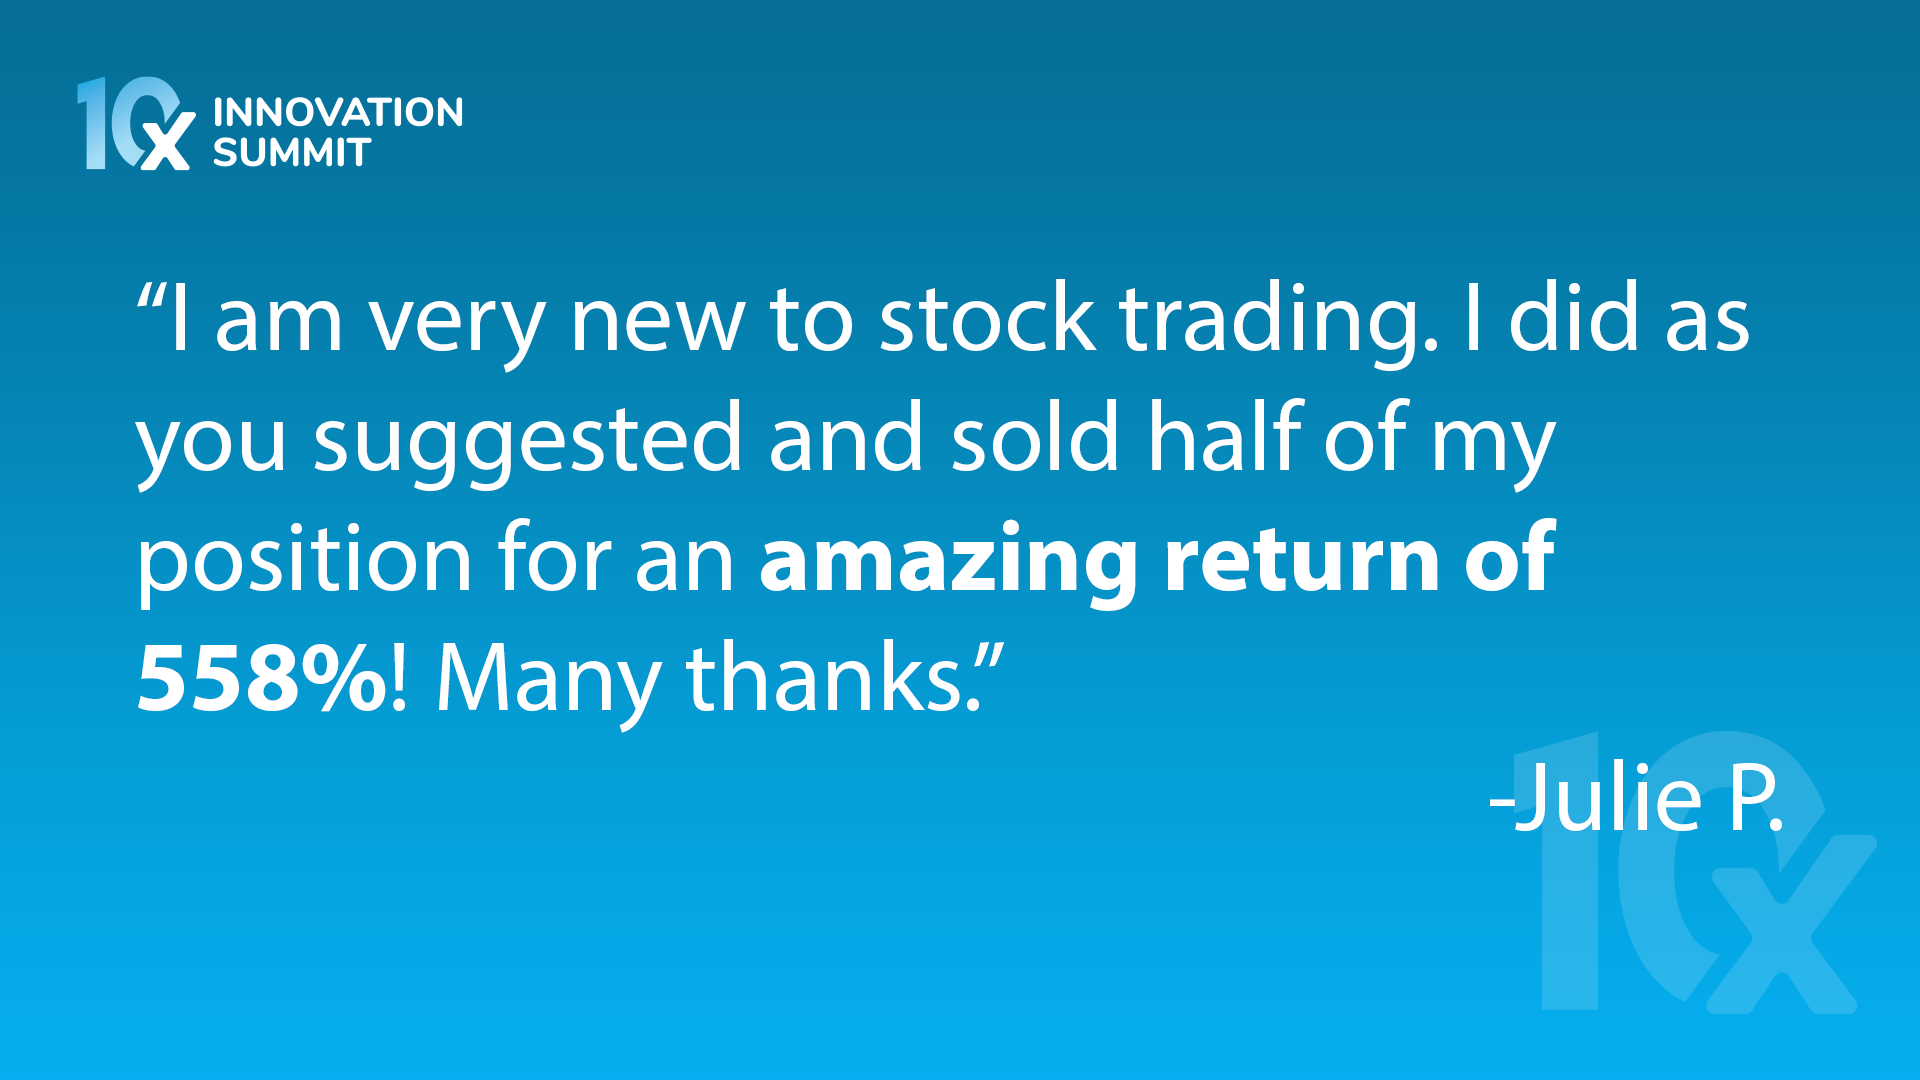 10x INNOVATION
SUMMIT
“I am very new to stock trading. I did as
you suggested and sold half of my
position for an amazing return of
558%! Many thanks.”
-Julie P.
10x